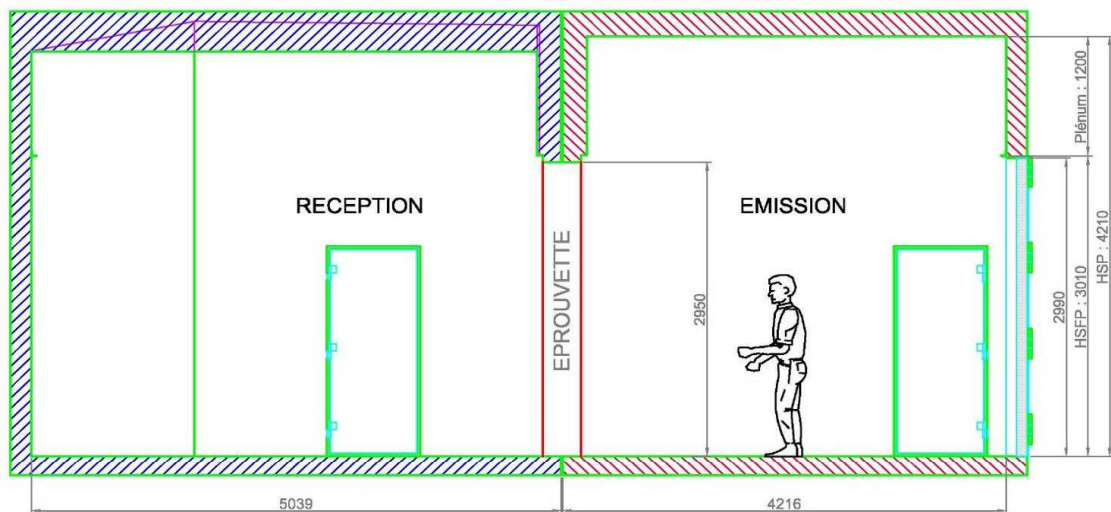 RECEPTION
EMISSION
EPROUVETTE
2950
2990
HSFP : 3010
Plénum : 1200
HSP : 4210
5039
4216